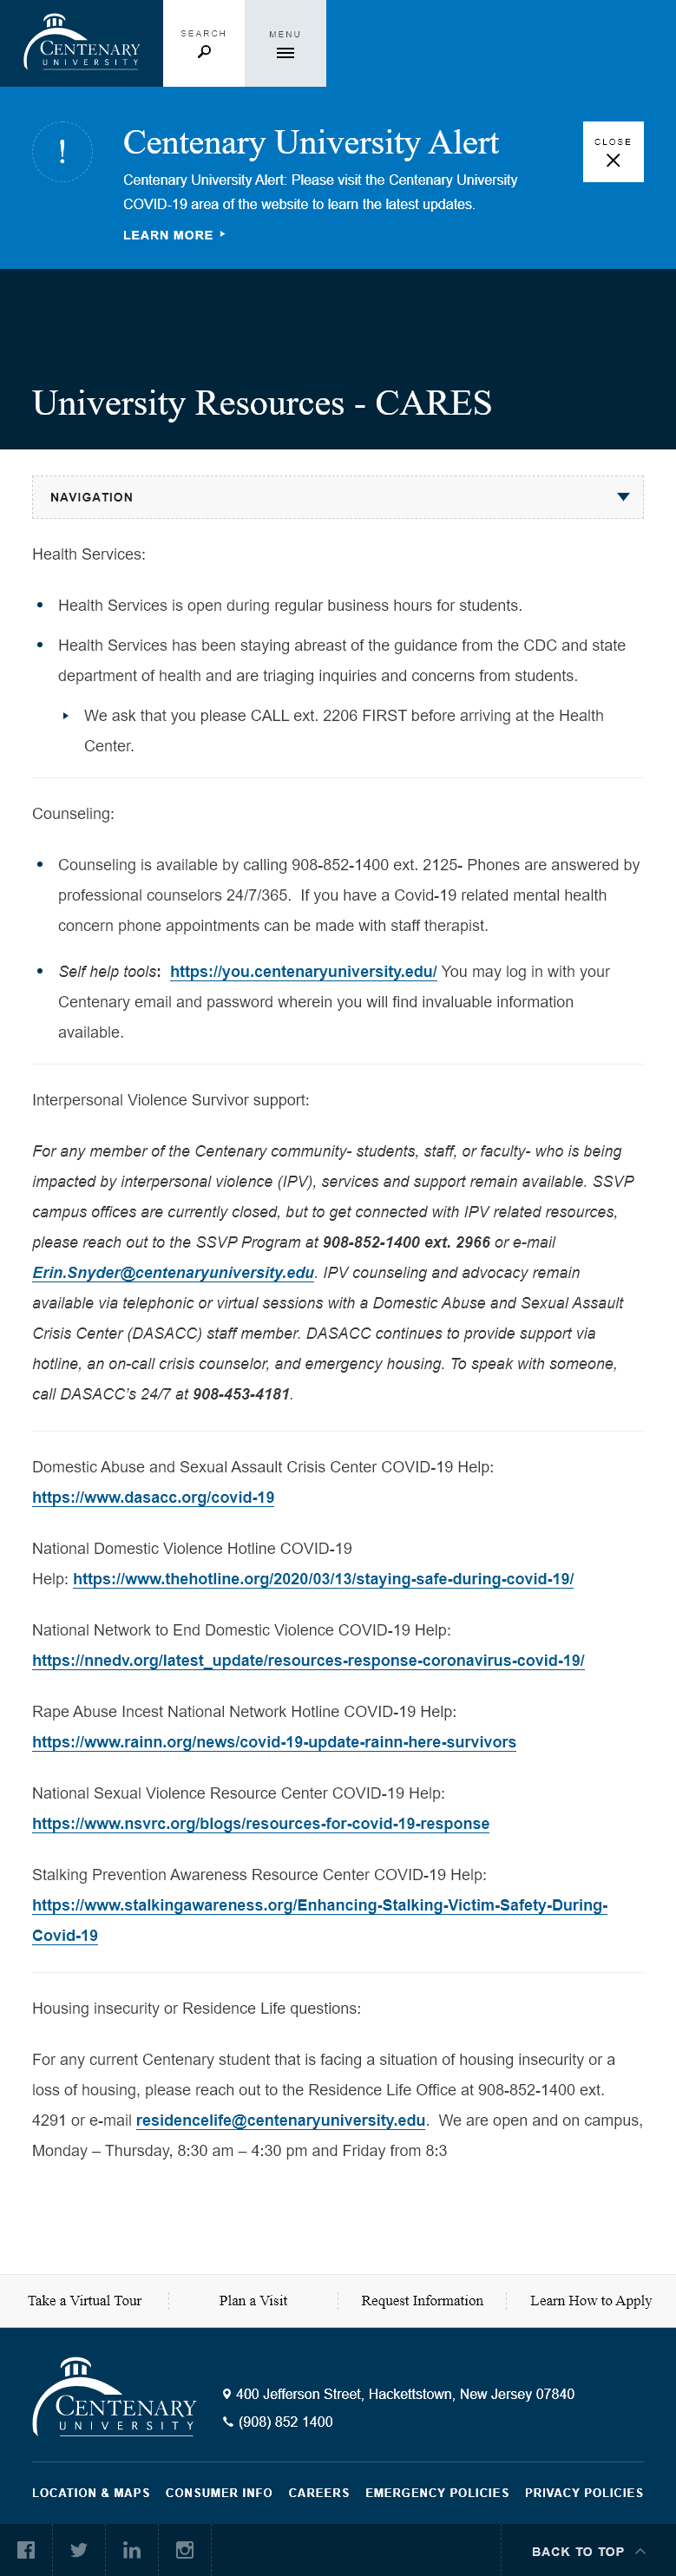 CENTENARY
UNIVERSITY
SEARCH
MENU
Centenary University Alert
CLOSE
Centenary University Alert: Please visit the Centenary University
COVID-19 area of the website to learn the latest updates.
LEARN MORE
University Resources - CARES
NAVIGATION
Health Services:
Health Services is open during regular business hours for students.
Health Services has been staying abreast of the guidance from the CDC and state
department of health and are triaging inquiries and concerns from students.
We ask that you please CALL ext. 2206 FIRST before arriving at the Health
Center.
Counseling:
Counseling is available by calling 908-852-1400 ext. 2125- Phones are answered by
professional counselors 24/7/365.  If you have a Covid-19 related mental health
concern phone appointments can be made with staff therapist.
Self help tools:  https://you.centenaryuniversity.edu/ You may log in with your
Centenary email and password wherein you will find invaluable information
available.
Interpersonal Violence Survivor support:
For any member of the Centenary community- students, staff, or faculty- who is being
impacted by interpersonal violence (IPV), services and support remain available. SSVP
campus offices are currently closed, but to get connected with IPV related resources,
please reach out to the SSVP Program at 908-852-1400 ext. 2966 or e-mail
Erin.Snyder@centenaryuniversity.edu. IPV counseling and advocacy remain
available via telephonic or virtual sessions with a Domestic Abuse and Sexual Assault
Crisis Center (DASACC) staff member. DASACC continues to provide support via
hotline, an on-call crisis counselor, and emergency housing. To speak with someone,
call DASACC’s 24/7 at 908-453-4181.
Domestic Abuse and Sexual Assault Crisis Center COVID-19 Help:
https://www.dasacc.org/covid-19
National Domestic Violence Hotline COVID-19
Help: https://www.thehotline.org/2020/03/13/staying-safe-during-covid-19/
National Network to End Domestic Violence COVID-19 Help:
https://nnedv.org/latest_update/resources-response-coronavirus-covid-19/
Rape Abuse Incest National Network Hotline COVID-19 Help:
https://www.rainn.org/news/covid-19-update-rainn-here-survivors
National Sexual Violence Resource Center COVID-19 Help:
https://www.nsvrc.org/blogs/resources-for-covid-19-response
Stalking Prevention Awareness Resource Center COVID-19 Help:
https://www.stalkingawareness.org/Enhancing-Stalking-Victim-Safety-During-
Covid-19
Housing insecurity or Residence Life questions:
For any current Centenary student that is facing a situation of housing insecurity or a
loss of housing, please reach out to the Residence Life Office at 908-852-1400 ext.
4291 or e-mail residencelife@centenaryuniversity.edu.  We are open and on campus,
Monday – Thursday, 8:30 am – 4:30 pm and Friday from 8:3
Take a Virtual Tour
Plan a Visit
Request Information
Learn How to Apply
CENTENARY
UNIVERSITY
400 Jefferson Street, Hackettstown, New Jersey 07840
(908) 852 1400
LOCATION & MAPS
CONSUMER INFO
CAREERS
EMERGENCY POLICIES
PRIVACY POLICIES
BACK TO TOP